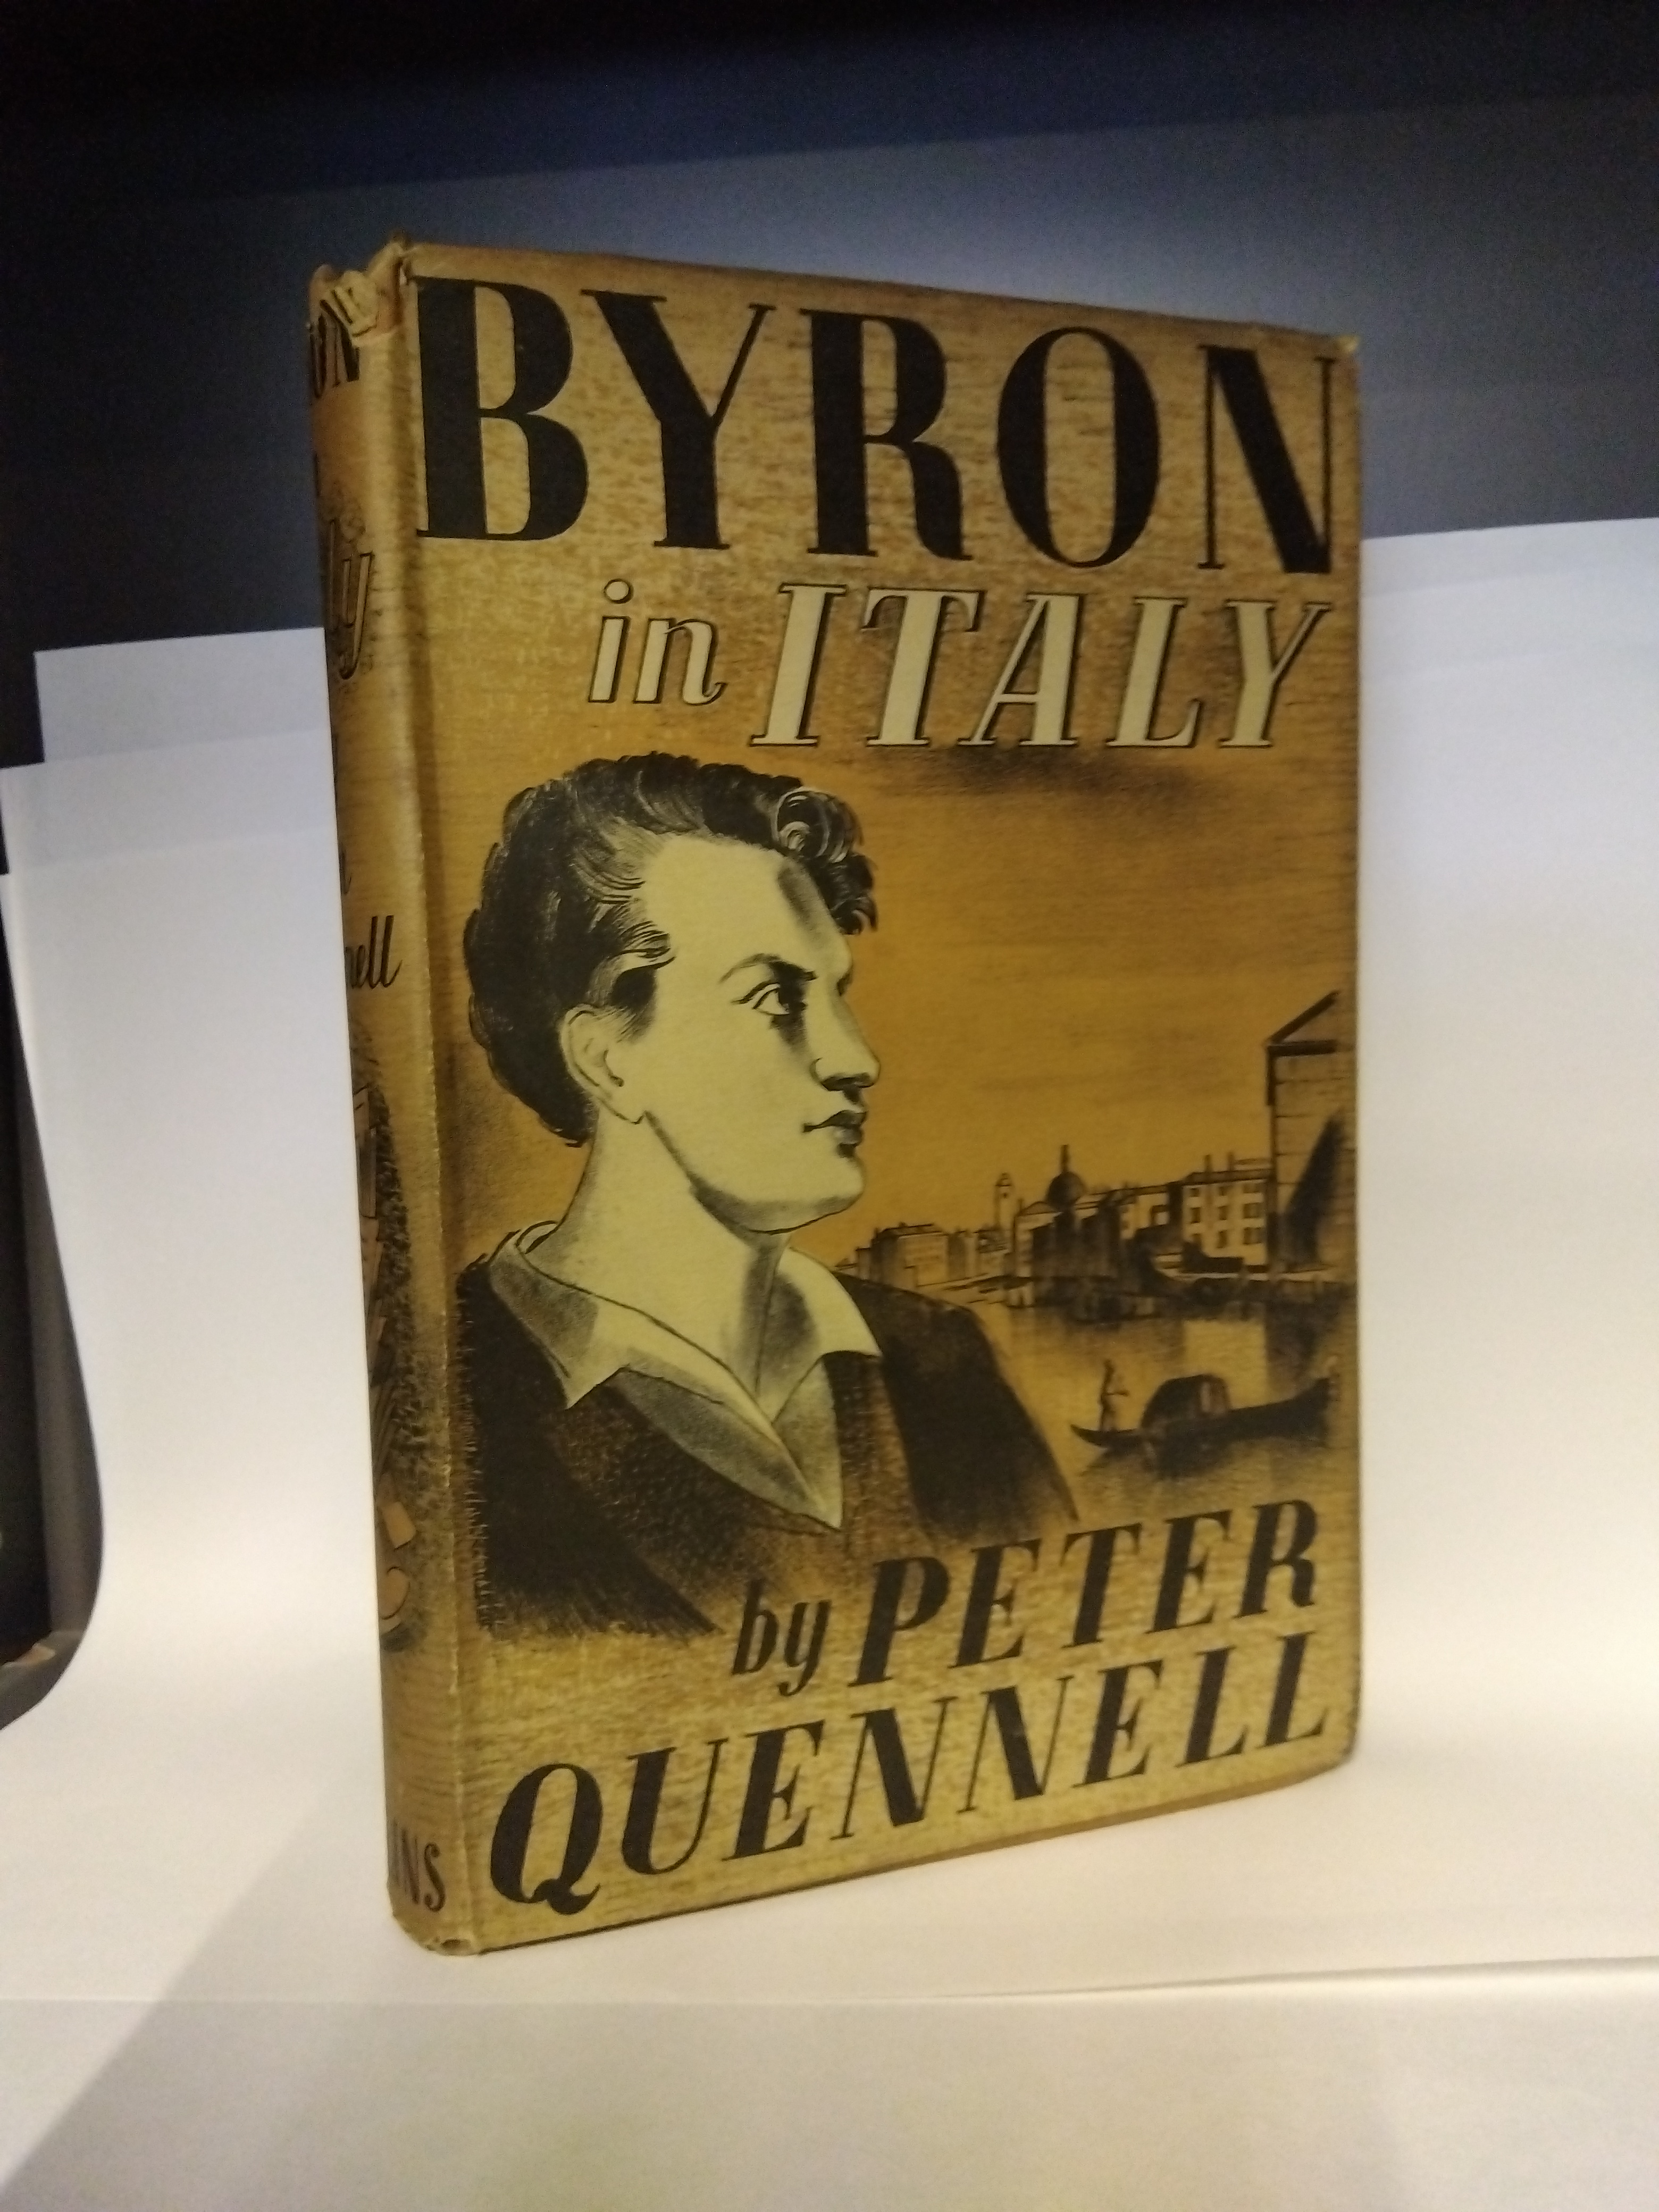 BYRON
in ITALY
by PETER
QUENNELL